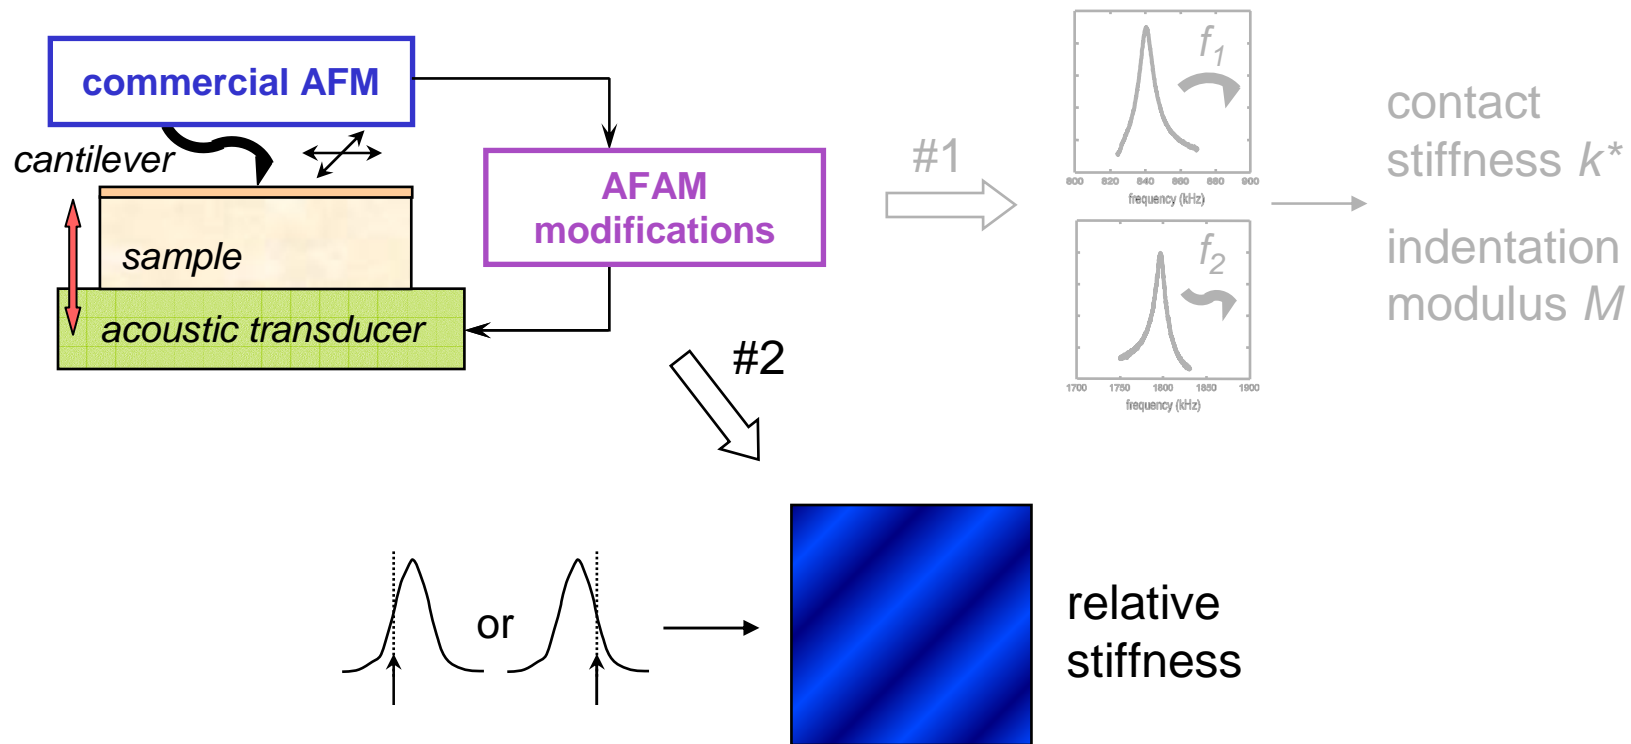 commercial AFM
cantilever
sample
acoustic transducer
AFAM
modifications
#1
f1
800 820 840 860 880 900
frequency (kHz)
f2
1700 1750 1800 1850 1900
frequency (kHz)
contact
stiffness k*
indentation
modulus M
#2
or
relative
stiffness